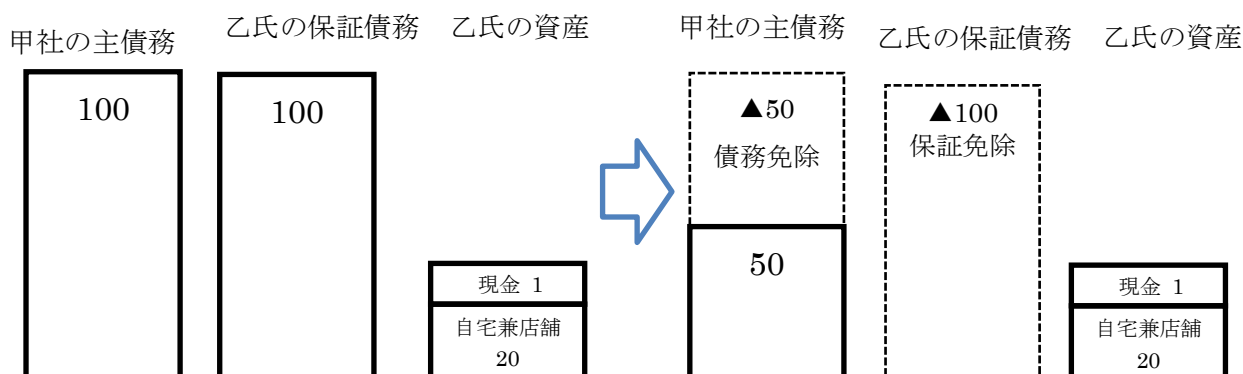 甲社の主債務
乙氏の保証債務
乙氏の資産
100
100
現金 1
自宅兼店舗
20
甲社の主債務
乙氏の保証債務
乙氏の資産
▲50
債務免除
50
▲100
保証免除
現金 1
自宅兼店舗
20